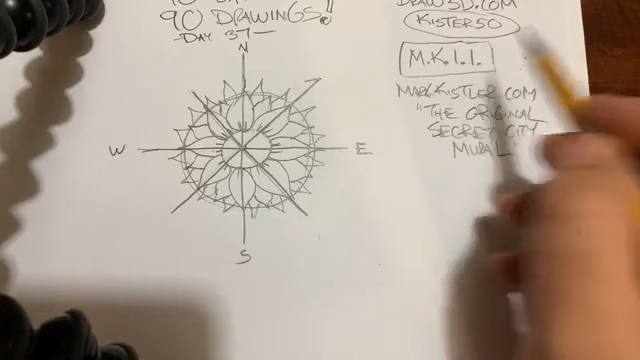 90 DRAWINGS!!
DAY 37
N
W
E
S
DRAW3D.COM
KISTER50
M.K.I.I.
MARKKISTLER.COM
"THE ORIGINAL
SECRET CITY
MURAL